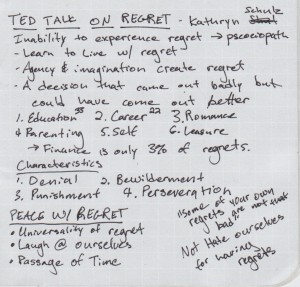 TED TALK ON REGRET - Kathryn Schulz
Inability to experience regret → psocoiopath
- Learn to Live w/ regret
- Agency & imagination create regret
- A decision that came out badly but
could have come out better
1. Education 33 2. Career 22 3. Romance
4 Parenting 5. Self 6. Leasure
→ Finance is only 3% of regrets.
Characteristics
1. Denial 2. Bewilderment
3. Punishment 4. Perseveration
PEACE W/ REGRET
• Universality of regret
• Laugh @ ourselves
• Passage of Time
"some of your own
regrets are not that
bad"
Not Hate ourselves
for having
regrets